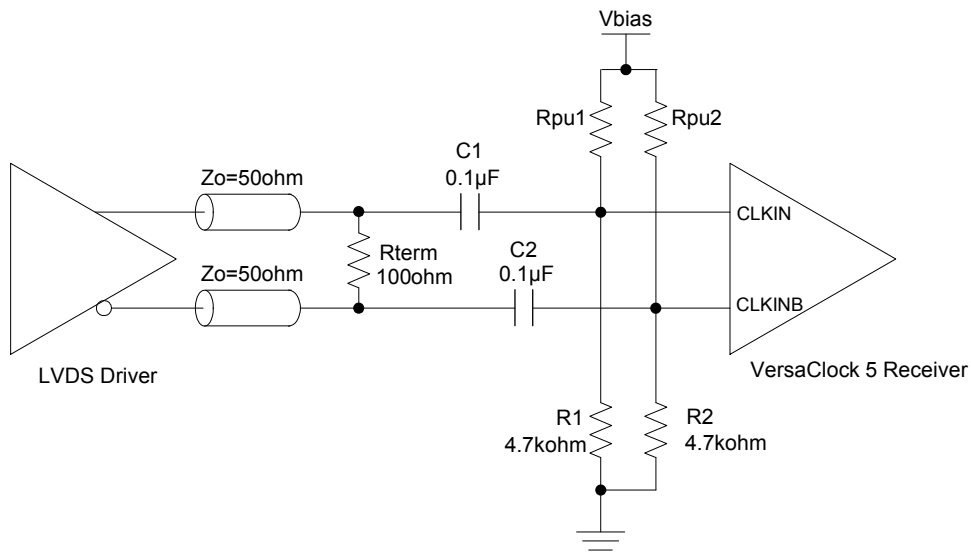 Vbias
Rpu1
Rpu2
C1
0.1µF
Zo=50ohm
CLKIN
Rterm
100ohm
C2
0.1µF
Zo=50ohm
CLKINB
LVDS Driver
VersaClock 5 Receiver
R1
4.7kohm
R2
4.7kohm